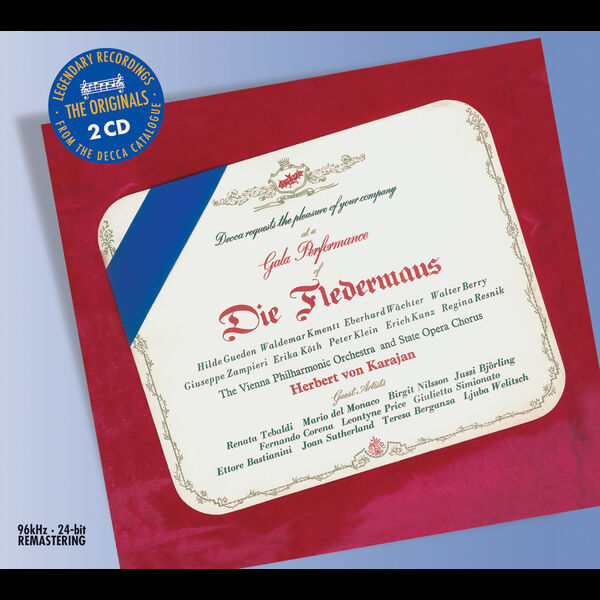 LEGENDARY RECORDINGS
THE ORIGINALS
2 CD
FROM THE DECCA CATALOGUE
Decca requests the pleasure of your company
at a
Gala Performance
of
Die Fledermaus
Hilde Gueden Waldemar Kmentt Eberhard Wächter Walter Berry
Giuseppe Zampieri Erika Köth Peter Klein Erich Kunz Regina Resnik
The Vienna Philharmonic Orchestra and State Opera Chorus
Herbert von Karajan
Guest Artists
Renata Tebaldi Mario del Monaco Birgit Nilsson Jussi Björling
Fernando Corena Leontyne Price Giulietta Simionato
Ettore Bastianini Joan Sutherland Teresa Berganza Ljuba Welitsch
96kHz · 24-bit
REMASTERING